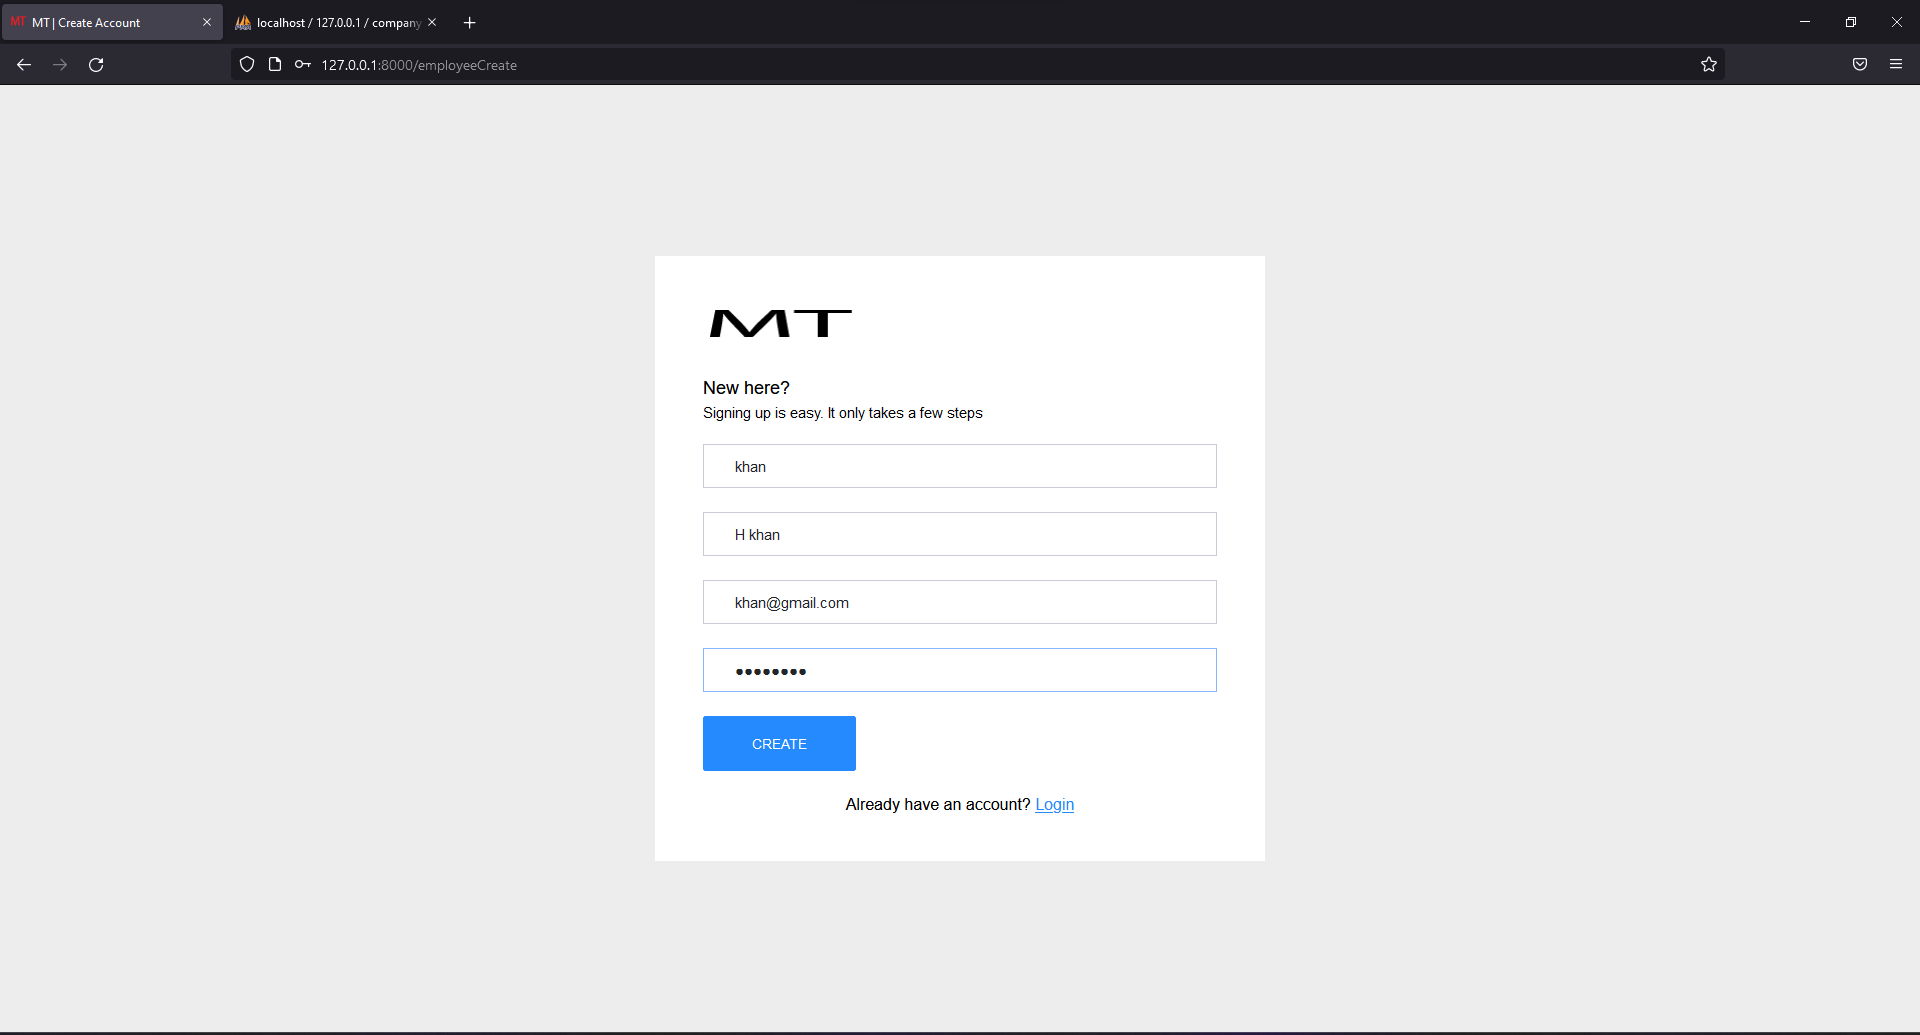 MT MT | Create Account
localhost / 127.0.0.1 / company
127.0.0.1:8000/employeeCreate
MT
New here?
Signing up is easy. It only takes a few steps
khan
H khan
khan@gmail.com
••••••••
CREATE
Already have an account? Login